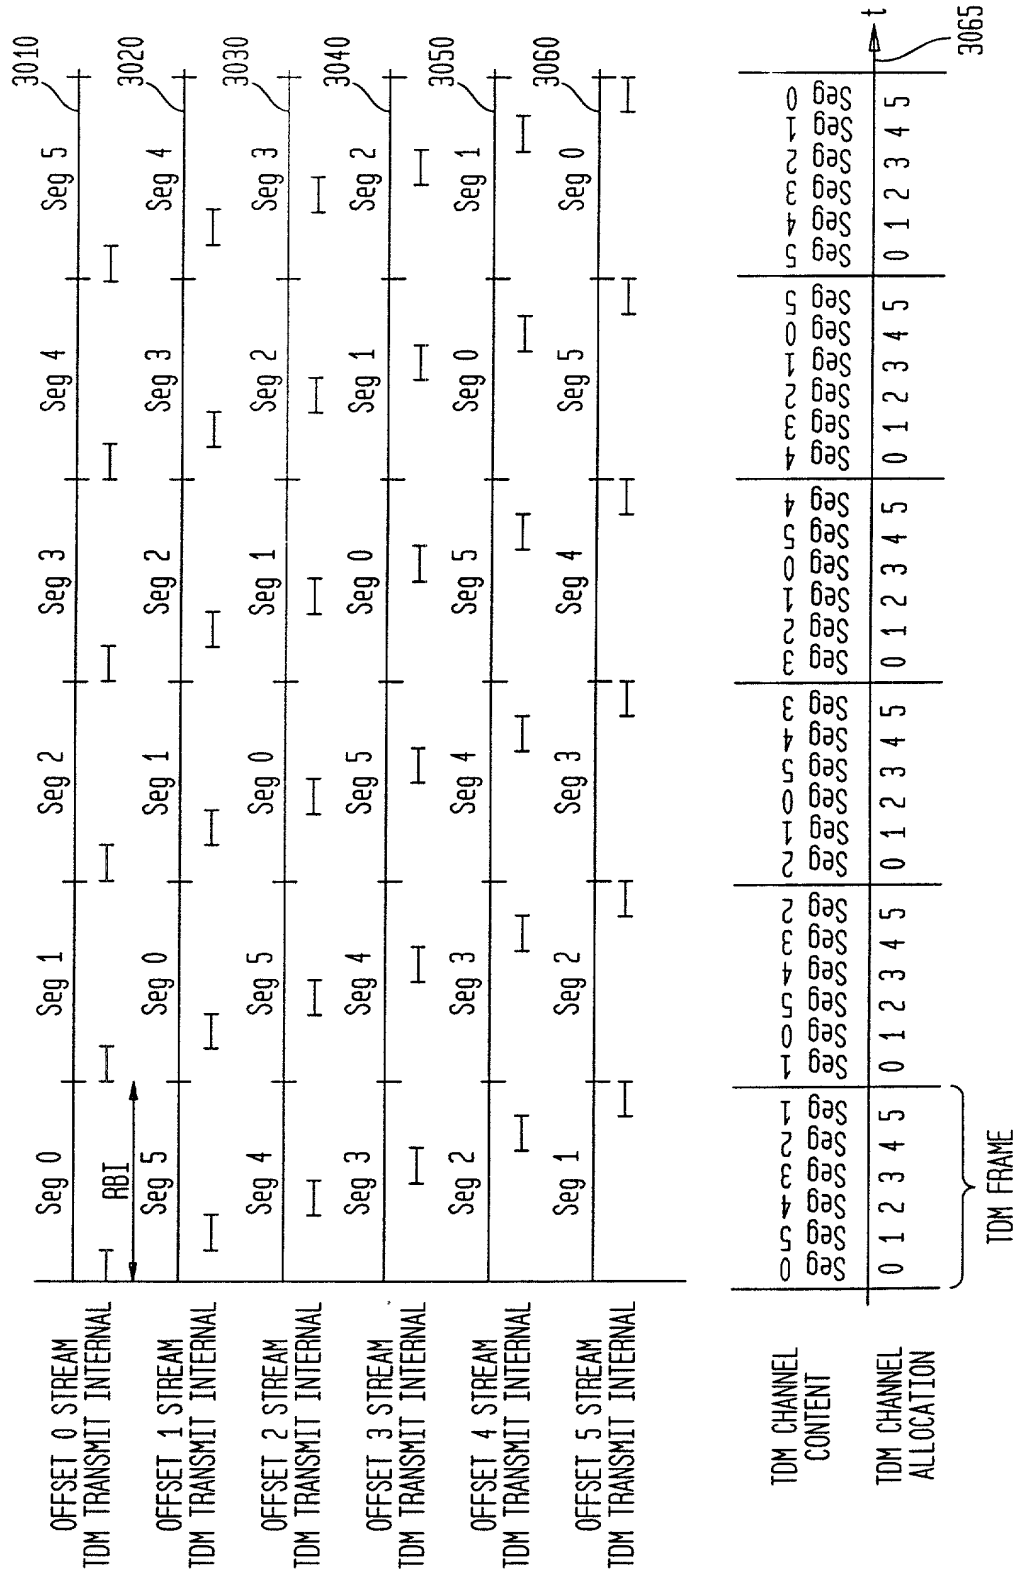 OFFSET 0 STREAM
TDM TRANSMIT INTERNAL
Seg 0
Seg 1
Seg 2
Seg 3
Seg 4
Seg 5
3010
RBI
OFFSET 1 STREAM
TDM TRANSMIT INTERNAL
Seg 5
Seg 0
Seg 1
Seg 2
Seg 3
Seg 4
3020
OFFSET 2 STREAM
TDM TRANSMIT INTERNAL
Seg 4
Seg 5
Seg 0
Seg 1
Seg 2
Seg 3
3030
OFFSET 3 STREAM
TDM TRANSMIT INTERNAL
Seg 3
Seg 4
Seg 5
Seg 0
Seg 1
Seg 2
3040
OFFSET 4 STREAM
TDM TRANSMIT INTERNAL
Seg 2
Seg 3
Seg 4
Seg 5
Seg 0
Seg 1
3050
OFFSET 5 STREAM
TDM TRANSMIT INTERNAL
Seg 1
Seg 2
Seg 3
Seg 4
Seg 5
Seg 0
3060
TDM CHANNEL
CONTENT
Seg 0
Seg 5
Seg 4
Seg 3
Seg 2
Seg 1
Seg 1
Seg 0
Seg 5
Seg 4
Seg 3
Seg 2
Seg 2
Seg 1
Seg 0
Seg 5
Seg 4
Seg 3
Seg 3
Seg 2
Seg 1
Seg 0
Seg 5
Seg 4
Seg 4
Seg 3
Seg 2
Seg 1
Seg 0
Seg 5
Seg 5
Seg 4
Seg 3
Seg 2
Seg 1
Seg 0
t
TDM CHANNEL
ALLOCATION
0 1 2 3 4 5
0 1 2 3 4 5
0 1 2 3 4 5
0 1 2 3 4 5
0 1 2 3 4 5
0 1 2 3 4 5
3065
TDM FRAME